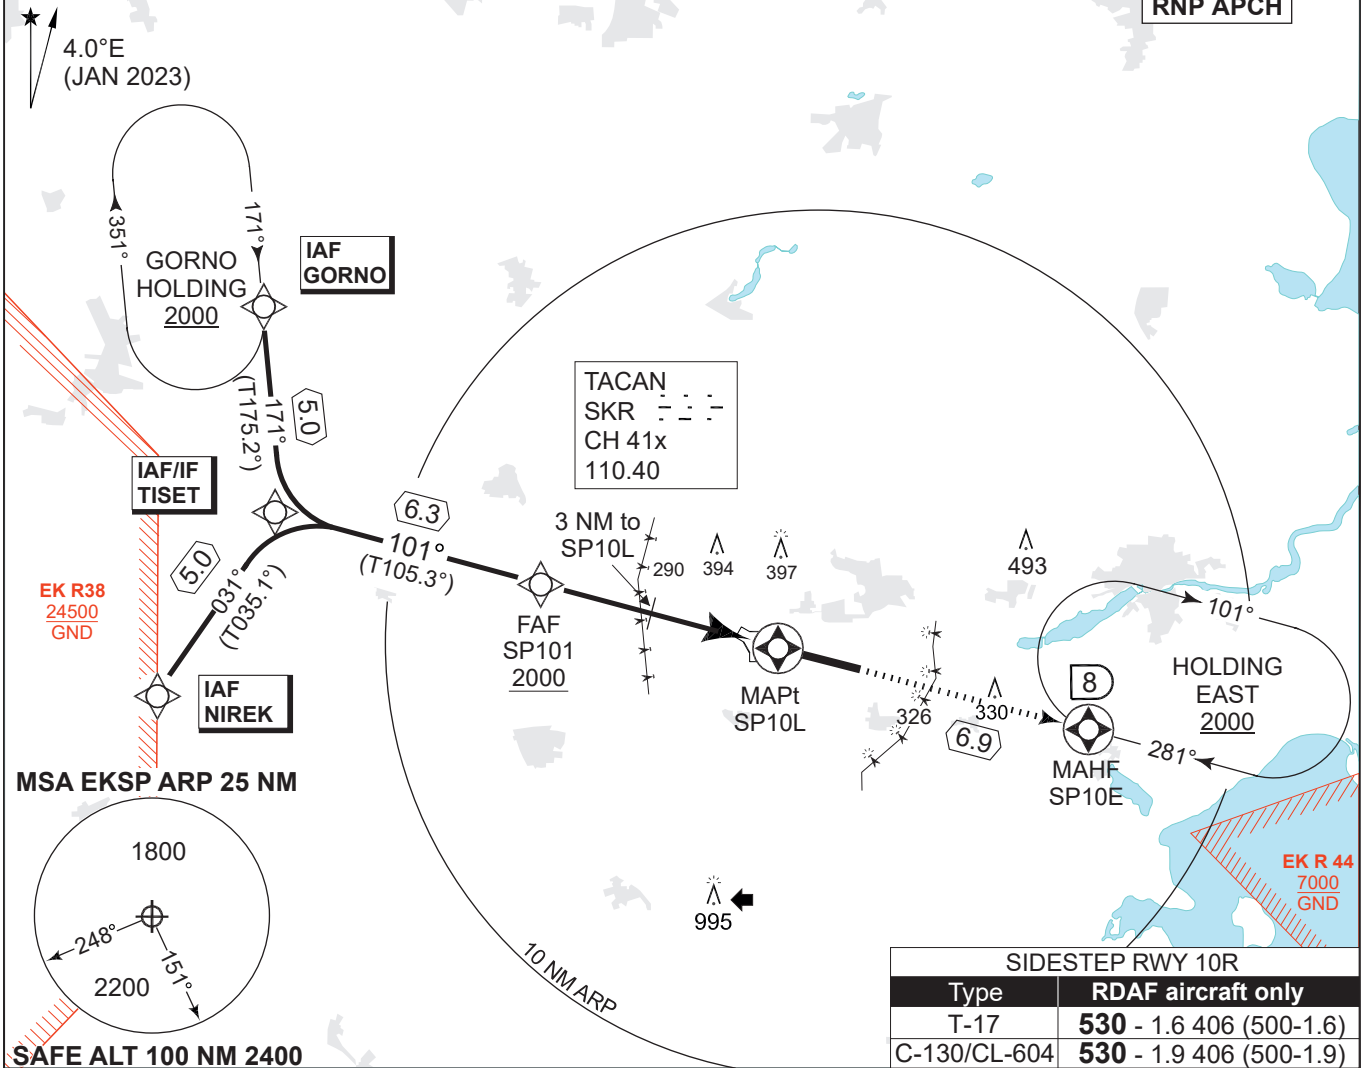 RNP APCH
4.0°E
(JAN 2023)
351°
171°
GORNO
HOLDING
2000
IAF
GORNO
171°
(T175.2°)
5.0
IAF/IF
TISET
TACAN
SKR
CH 41x
110.40
6.3
101°
(T105.3°)
3 NM to
SP10L
290
394
397
493
5.0
031°
(T035.1°)
EK R38
24500
GND
FAF
SP101
2000
IAF
NIREK
MAPt
SP10L
101°
HOLDING
EAST
2000
8
326
330
6.9
281°
MAHF
SP10E
MSA EKSP ARP 25 NM
1800
248°
151°
2200
SAFE ALT 100 NM 2400
995
10 NM ARP
EK R 44
7000
GND
SIDESTEP RWY 10R
Type RDAF aircraft only
T-17 530 - 1.6 406 (500-1.6)
C-130/CL-604 530 - 1.9 406 (500-1.9)